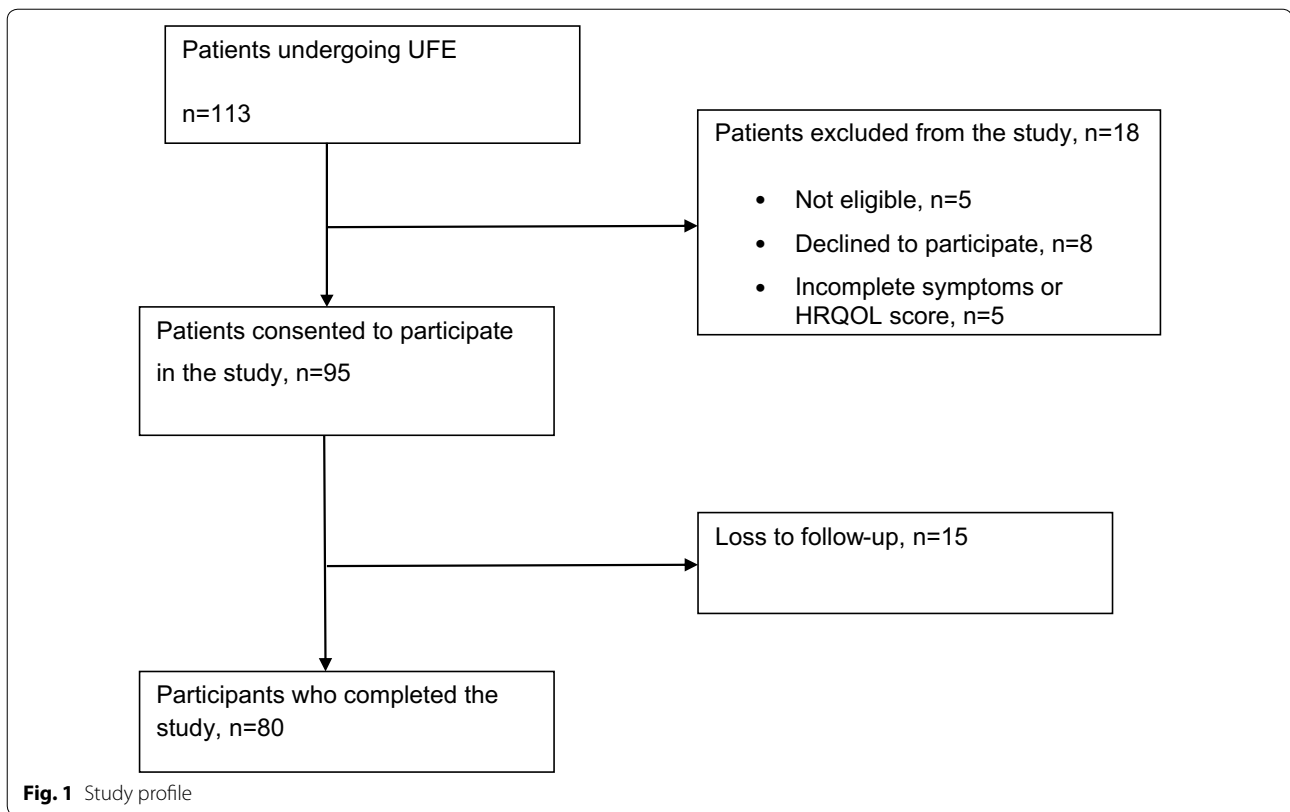 Patients undergoing UFE
n=113
Patients excluded from the study, n=18
• Not eligible, n=5
• Declined to participate, n=8
• Incomplete symptoms or
HRQOL score, n=5
Patients consented to participate
in the study, n=95
Loss to follow-up, n=15
Participants who completed the
study, n=80
Fig. 1 Study profile